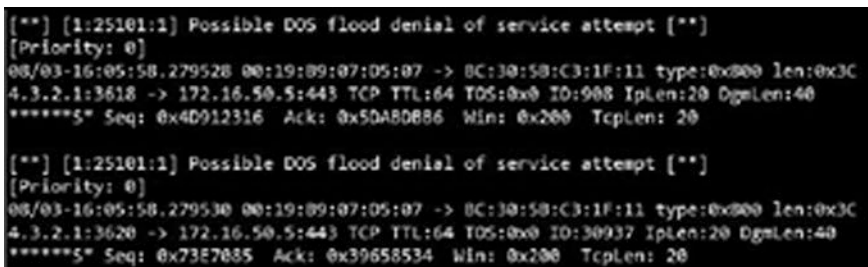 [**] [1:25101:1] Possible DOS flood denial of service attempt [**]
[Priority: 0]
08/03-16:05:58.279528 00:19:B9:07:D5:07 -> BC:30:5B:C3:1F:11 type:0x800 len:0x3C
4.3.2.1:3618 -> 172.16.50.5:443 TCP TTL:64 TOS:0x0 ID:908 IpLen:20 DgmLen:40
******S* Seq: 0x4D912316 Ack: 0x5DA8D8B6 Win: 0x200 TcpLen: 20
[**] [1:25101:1] Possible DOS flood denial of service attempt [**]
[Priority: 0]
08/03-16:05:58.279530 00:19:B9:07:D5:07 -> BC:30:5B:C3:1F:11 type:0x800 len:0x3C
4.3.2.1:3620 -> 172.16.50.5:443 TCP TTL:64 TOS:0x0 ID:30937 IpLen:20 DgmLen:40
******S* Seq: 0x73E7085 Ack: 0x39658534 Win: 0x200 TcpLen: 20